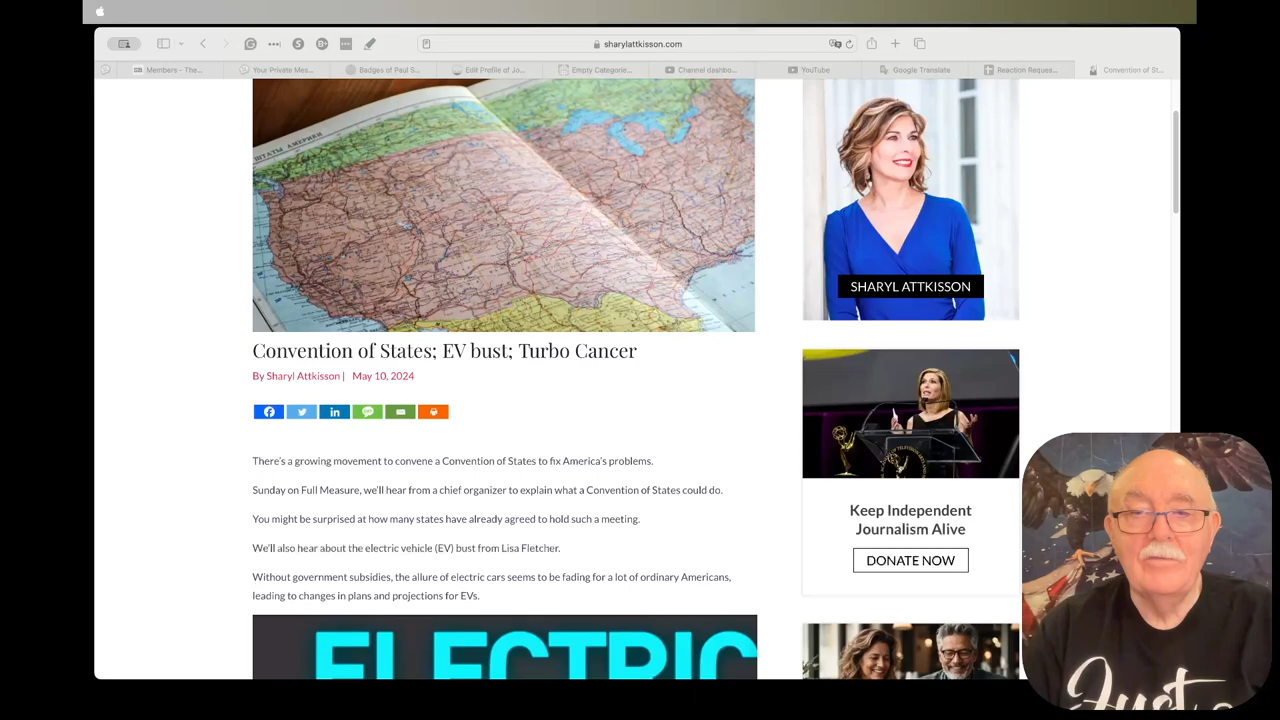 sharylattkisson.com
Members - The...
Your Private Mes...
Badges of Paul S...
Edit Profile of Jo...
Empty Categorie...
Channel dashbo...
YouTube
Google Translate
Reaction Reques...
Convention of St...
ШТАТЫ АМЕРИКИ
SHARYL ATTKISSON
Convention of States; EV bust; Turbo Cancer
By Sharyl Attkisson | May 10, 2024
There's a growing movement to convene a Convention of States to fix America's problems.
Sunday on Full Measure, we'll hear from a chief organizer to explain what a Convention of States could do.
You might be surprised at how many states have already agreed to hold such a meeting.
We'll also hear about the electric vehicle (EV) bust from Lisa Fletcher.
Without government subsidies, the allure of electric cars seems to be fading for a lot of ordinary Americans,
leading to changes in plans and projections for EVs.
ELECTRIC
Keep Independent
Journalism Alive
DONATE NOW
Just